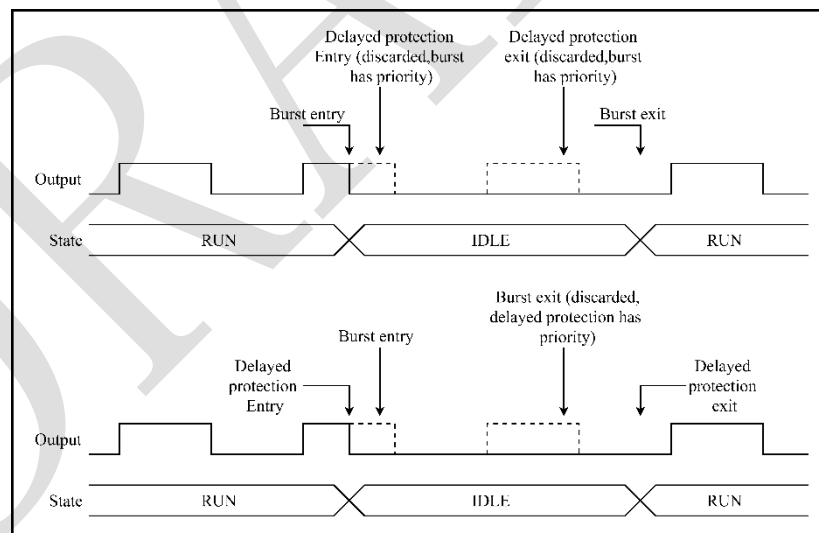 Delayed protection
Entry (discarded,burst
has priority)
Delayed protection
exit (discarded,burst
has priority)
Burst entry
Burst exit
Output
State
RUN
IDLE
RUN
Burst exit (discarded,
delayed protection has
priority)
Burst entry
Delayed
protection
Entry
Delayed
protection
exit
Output
State
RUN
IDLE
RUN